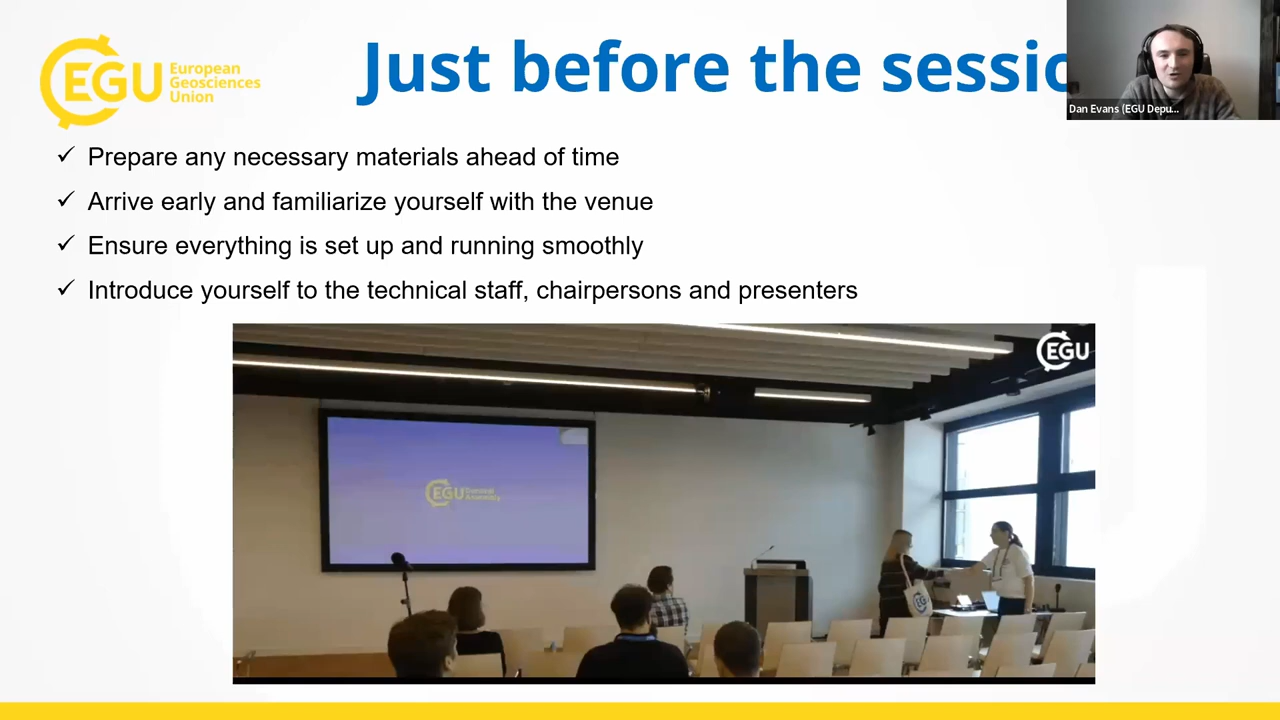 EGU
European
Geosciences
Union
Just before the sessio
Dan Evans (EGU Depu...
✓ Prepare any necessary materials ahead of time
✓ Arrive early and familiarize yourself with the venue
✓ Ensure everything is set up and running smoothly
✓ Introduce yourself to the technical staff, chairpersons and presenters
EGU
EGU General
Assembly